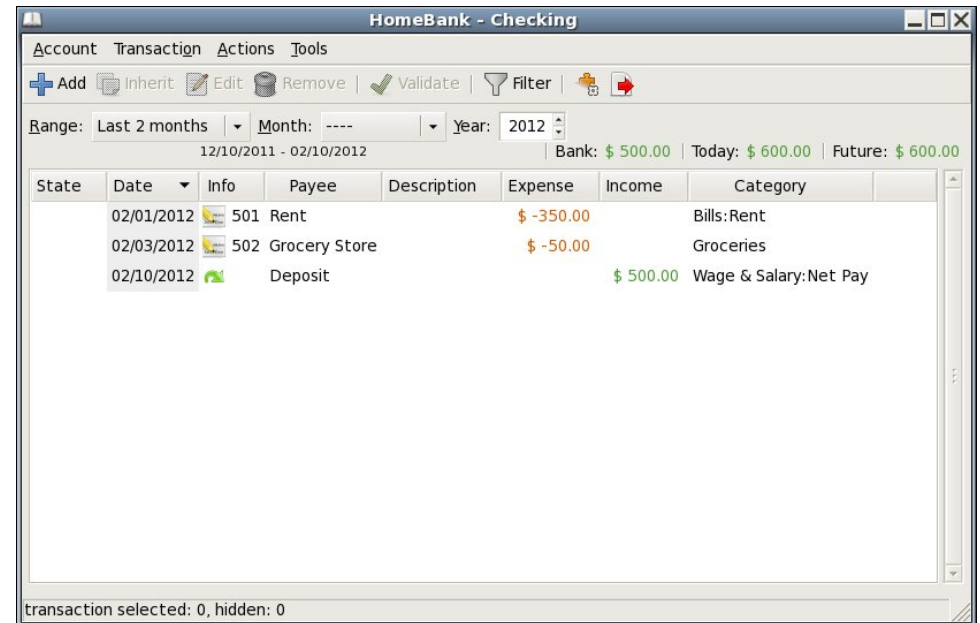 HomeBank - Checking
Account Transaction Actions Tools
Add Inherit Edit Remove Validate Filter
Range: Last 2 months Month: ---- Year: 2012
12/10/2011 - 02/10/2012 Bank: $ 500.00 Today: $ 600.00 Future: $ 600.00
State Date Info Payee Description Expense Income Category
02/01/2012 501 Rent $ -350.00 Bills:Rent
02/03/2012 502 Grocery Store $ -50.00 Groceries
02/10/2012 Deposit $ 500.00 Wage & Salary:Net Pay
transaction selected: 0, hidden: 0